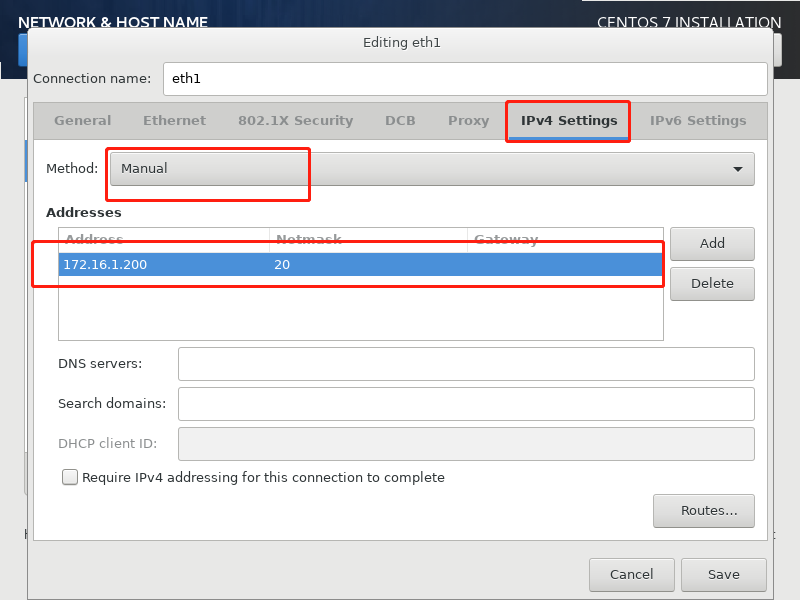 NETWORK & HOST NAME
CENTOS 7 INSTALLATION
Editing eth1
Connection name: eth1
General Ethernet 802.1X Security DCB Proxy IPv4 Settings IPv6 Settings
Method: Manual
Addresses
Address Netmask Gateway
172.16.1.200 20
Add
Delete
DNS servers:
Search domains:
DHCP client ID:
Require IPv4 addressing for this connection to complete
Routes...
Cancel Save